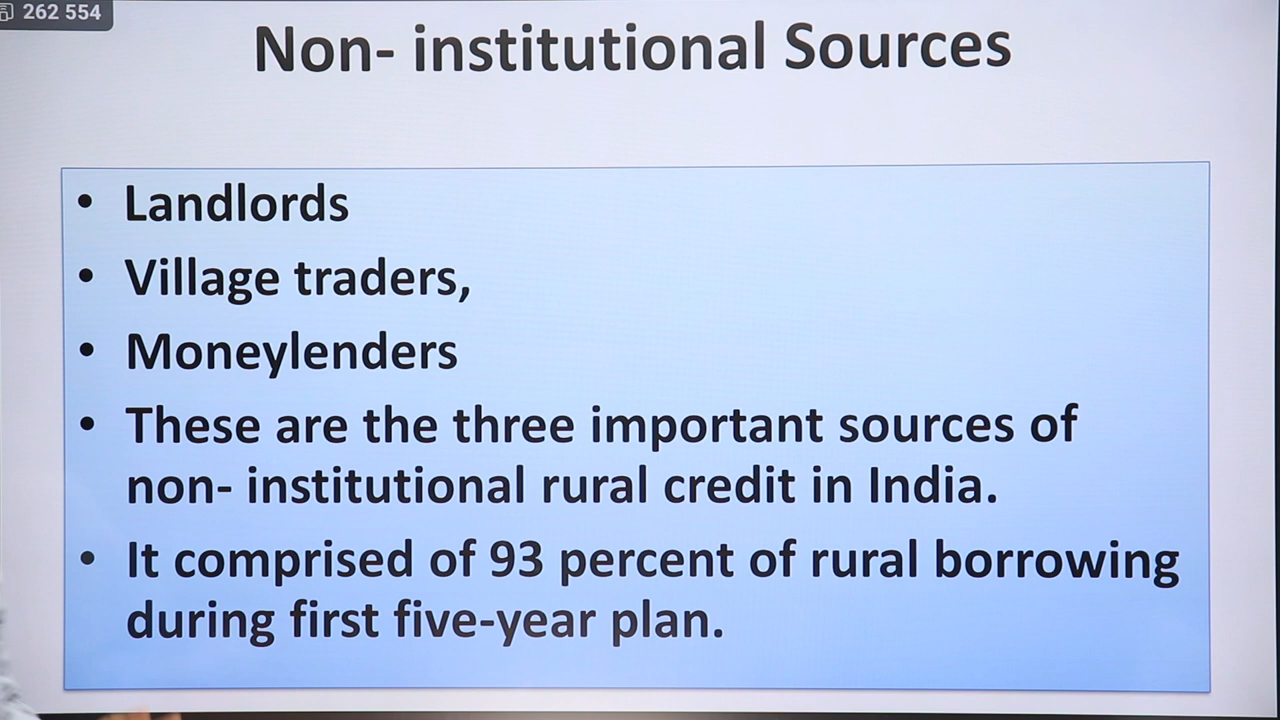 262 554
Non- institutional Sources
• Landlords
• Village traders,
• Moneylenders
• These are the three important sources of
non- institutional rural credit in India.
• It comprised of 93 percent of rural borrowing
during first five-year plan.